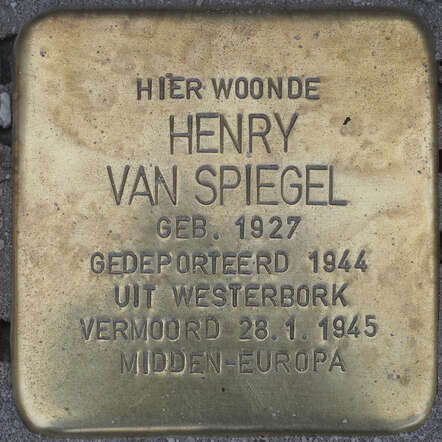 HIER WOONDE
HENRY
VAN SPIEGEL
GEB. 1927
GEDEPORTEERD 1944
UIT WESTERBORK
VERMOORD 28.1.1945
MIDDEN-EUROPA